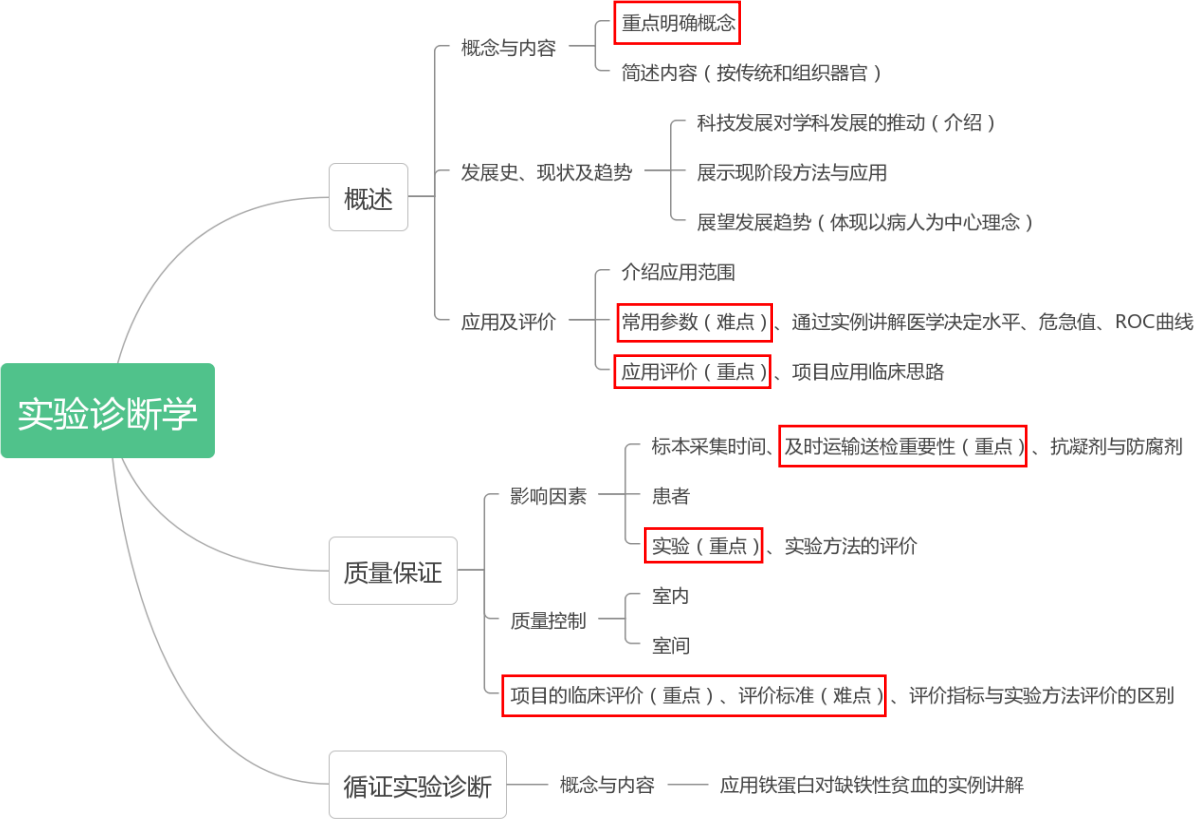 实验诊断学
概述
概念与内容
重点明确概念
简述内容（按传统和组织器官）
发展史、现状及趋势
科技发展对学科发展的推动（介绍）
展示现阶段方法与应用
展望发展趋势（体现以病人为中心理念）
应用及评价
介绍应用范围
常用参数（难点）、通过实例讲解医学决定水平、危急值、ROC曲线
应用评价（重点）、项目应用临床思路
质量保证
影响因素
标本采集时间、及时运输送检重要性（重点）、抗凝剂与防腐剂
患者
实验（重点）、实验方法的评价
质量控制
室内
室间
项目的临床评价（重点）、评价标准（难点）、评价指标与实验方法评价的区别
循证实验诊断
概念与内容
应用铁蛋白对缺铁性贫血的实例讲解